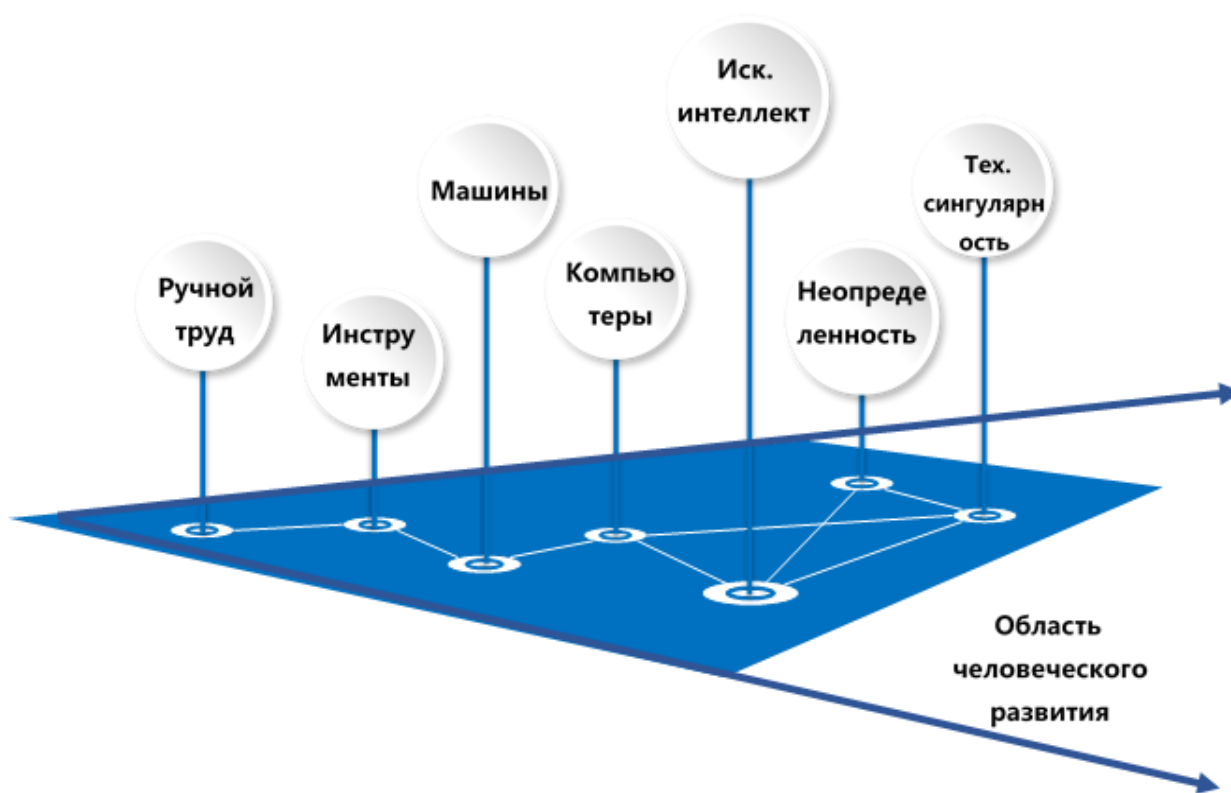 Ручной
труд
Инстру
менты
Машины
Компью
теры
Иск.
интеллект
Неопреде
ленность
Тех.
сингулярн
ость
Область
человеческого
развития